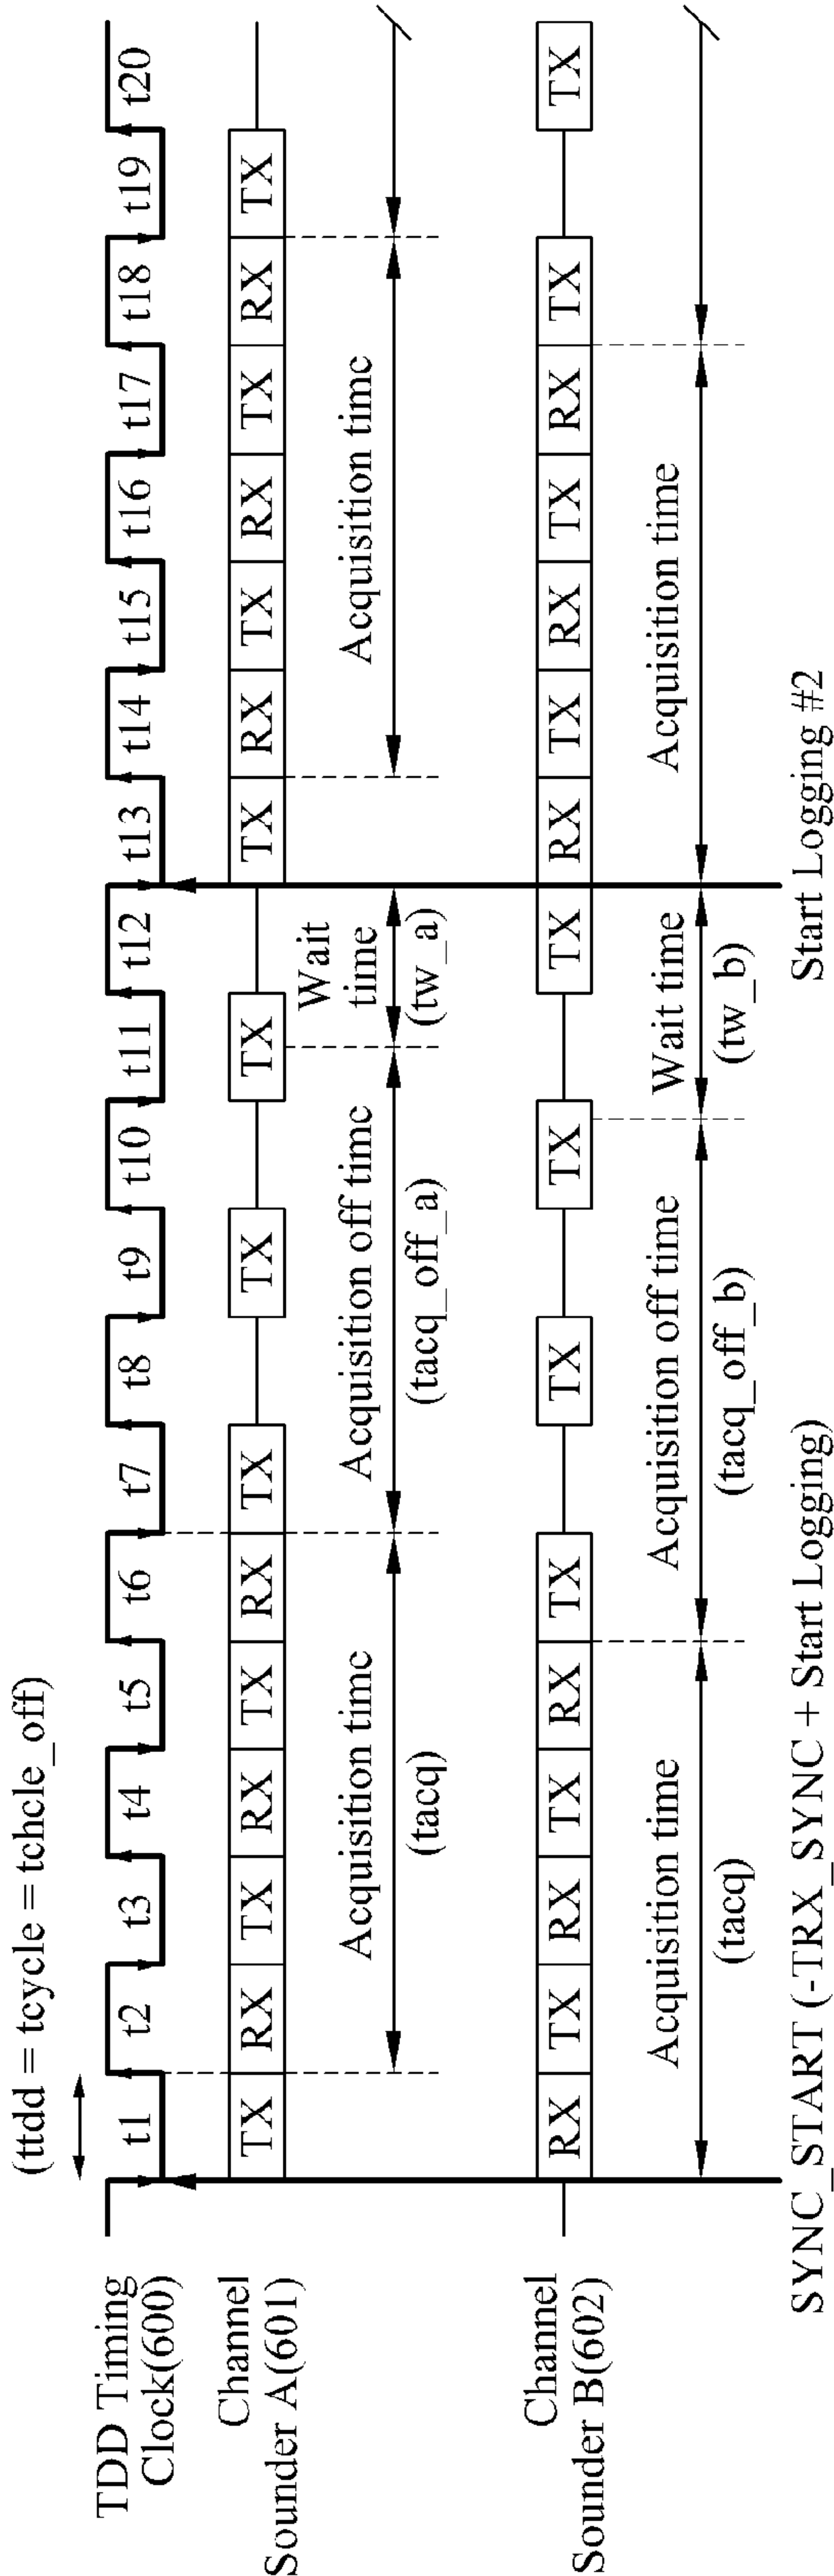 (ttdd = tcycle = tchcle_off)
TDD Timing
Clock(600)
t1 t2 t3 t4 t5 t6 t7 t8 t9 t10 t11 t12 t13 t14 t15 t16 t17 t18 t19 t20
Channel
Sounder A(601)
TX RX TX RX TX RX TX TX TX TX RX TX RX TX RX TX
Acquisition time
(tacq)
Acquisition off time
(tacq_off_a)
Wait
time
(tw_a)
Acquisition time
Channel
Sounder B(602)
RX TX RX TX RX TX TX TX TX RX TX RX TX RX TX TX
Acquisition time
(tacq)
Acquisition off time
(tacq_off_b)
Wait time
(tw_b)
Acquisition time
SYNC_START (-TRX_SYNC + Start Logging)
Start Logging #2